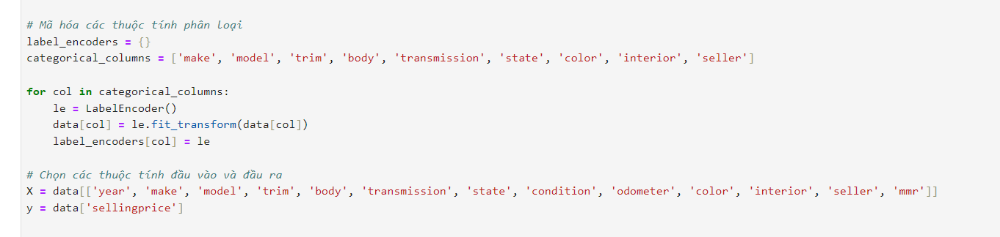 # Mã hóa các thuộc tính phân loại
label_encoders = {}
categorical_columns = ['make', 'model', 'trim', 'body', 'transmission', 'state', 'color', 'interior', 'seller']
for col in categorical_columns:
    le = LabelEncoder()
    data[col] = le.fit_transform(data[col])
    label_encoders[col] = le
# Chọn các thuộc tính đầu vào và đầu ra
X = data[['year', 'make', 'model', 'trim', 'body', 'transmission', 'state', 'condition', 'odometer', 'color', 'interior', 'seller', 'mmr']]
y = data['sellingprice']